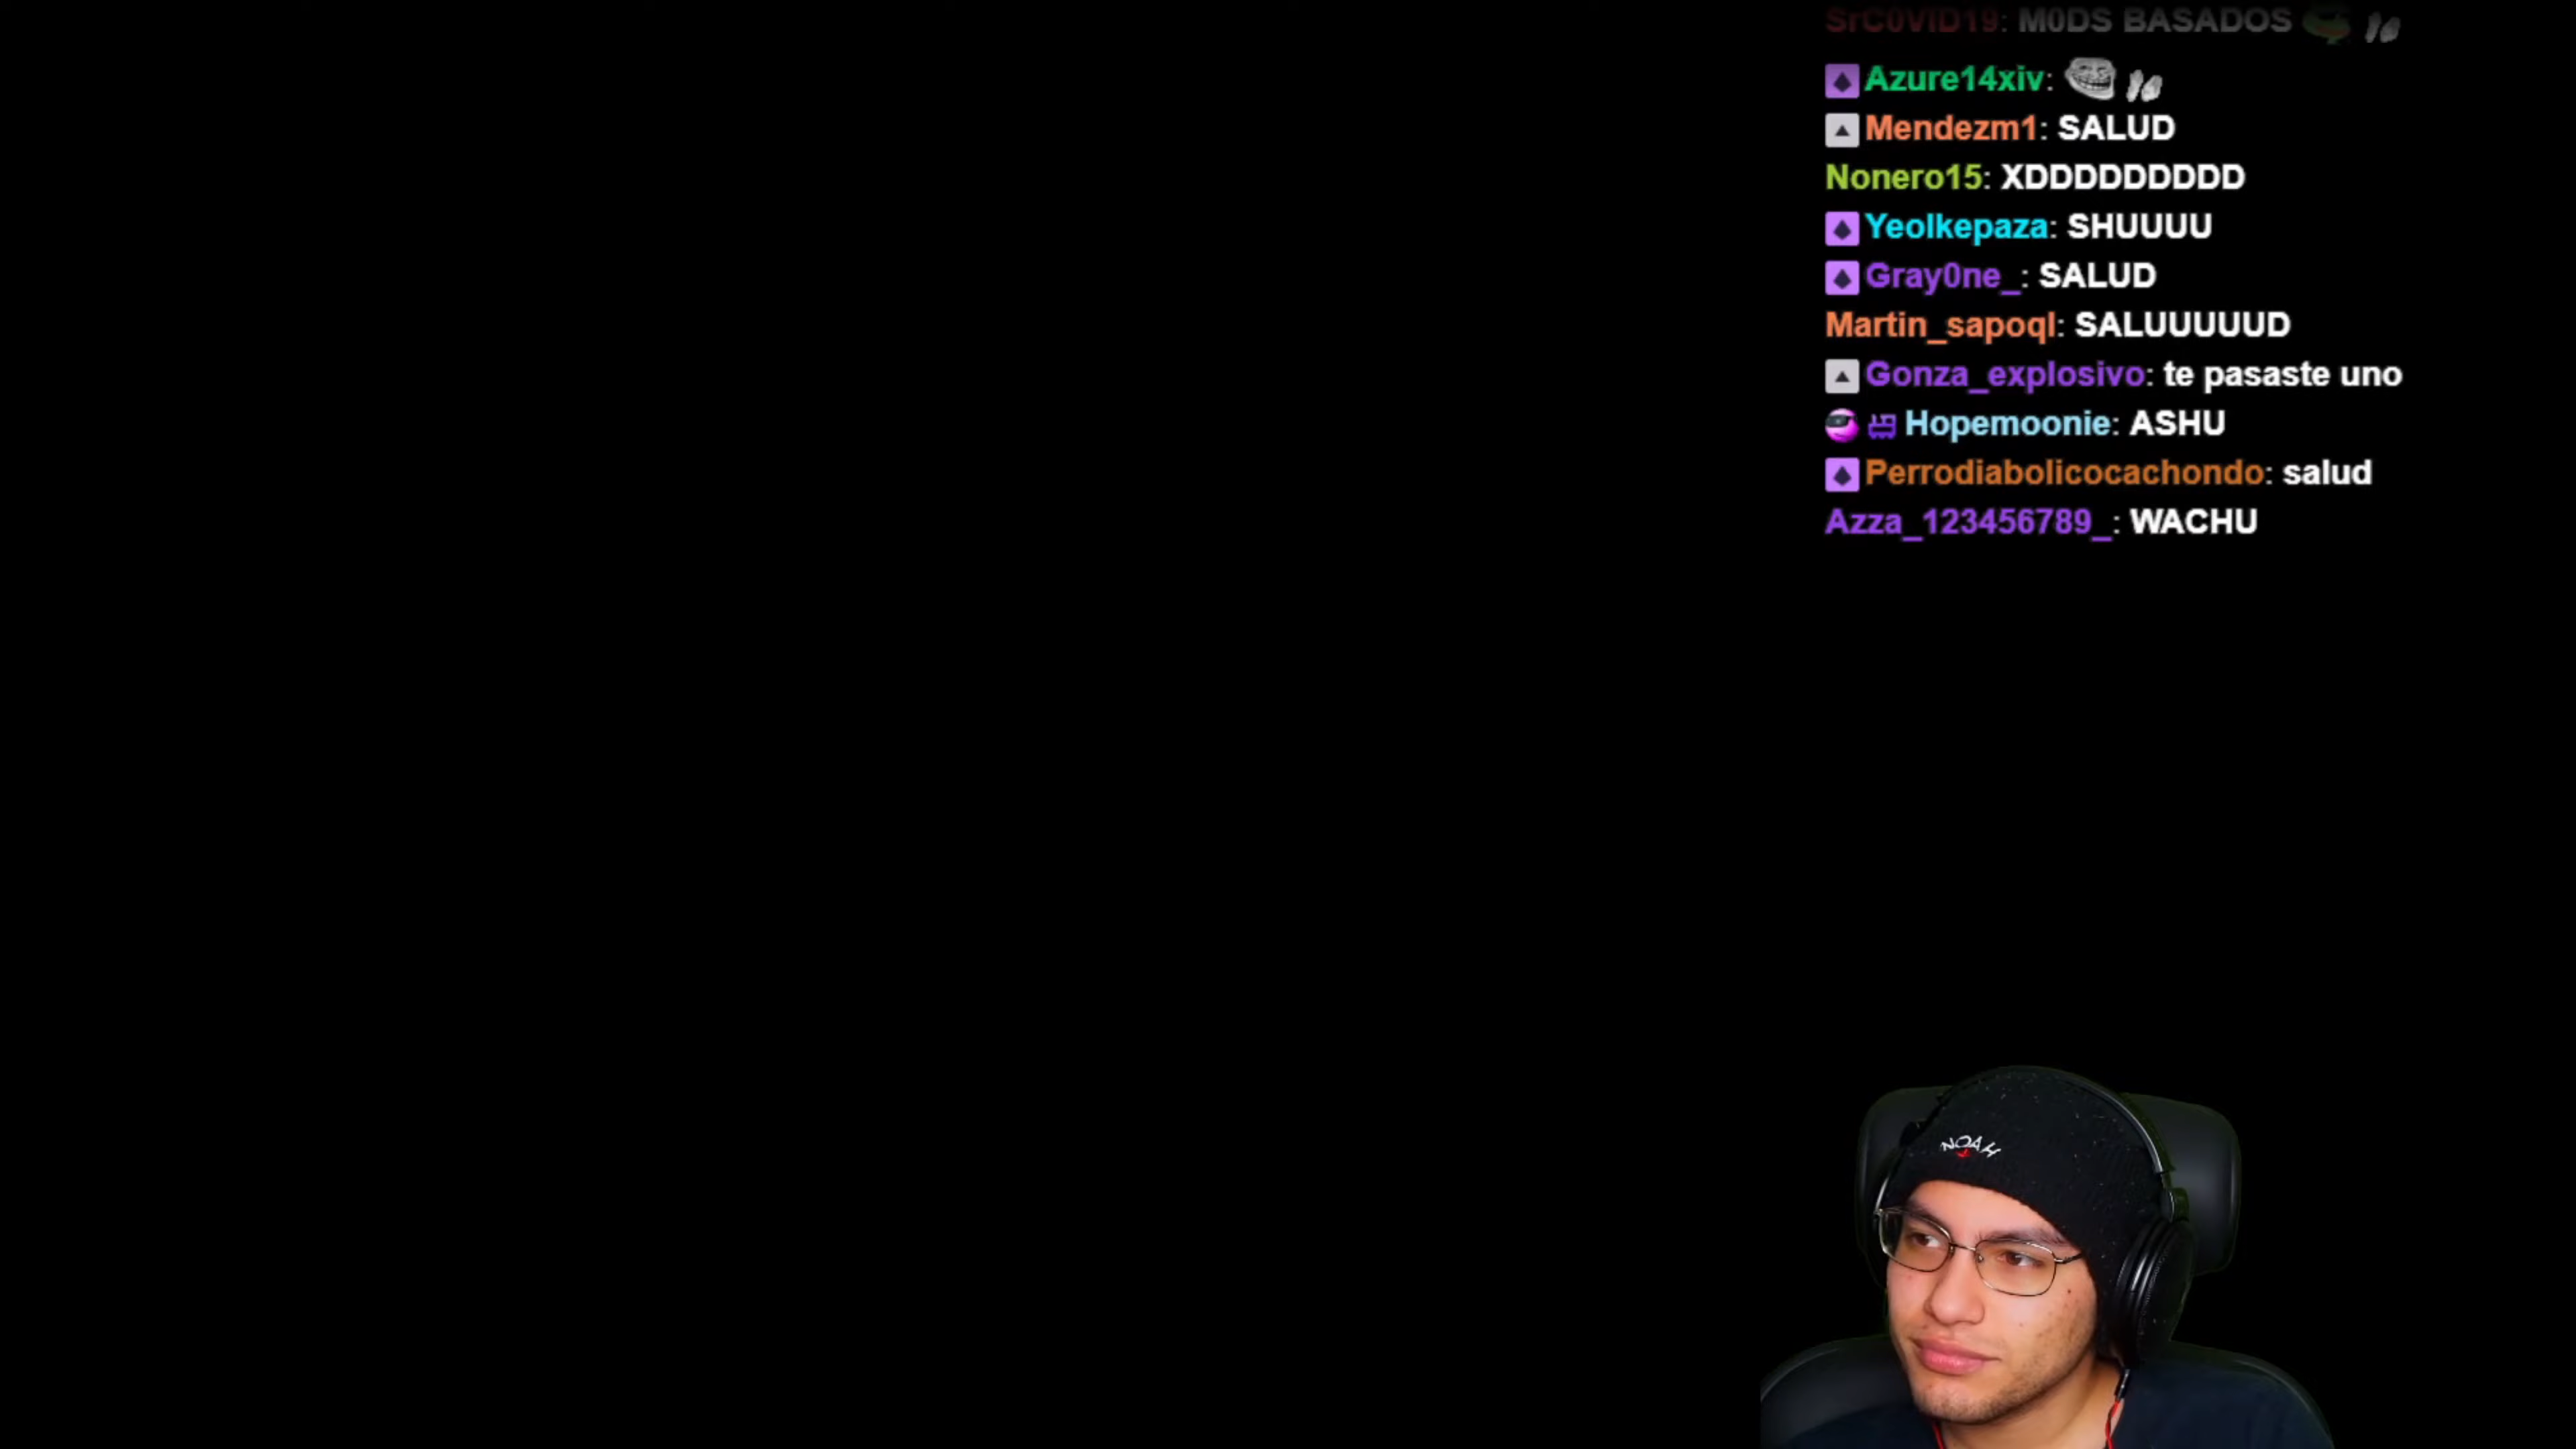 SrC0VID19: M0DS BASADOS
Azure14xiv:
Mendezm1: SALUD
Nonero15: XDDDDDDDDDD
Yeolkepaza: SHUUUU
Gray0ne_: SALUD
Martin_sapoql: SALUUUUUD
Gonza_explosivo: te pasaste uno
Hopemoonie: ASHU
Perrodiabolicocachondo: salud
Azza_123456789_: WACHU
NOAH